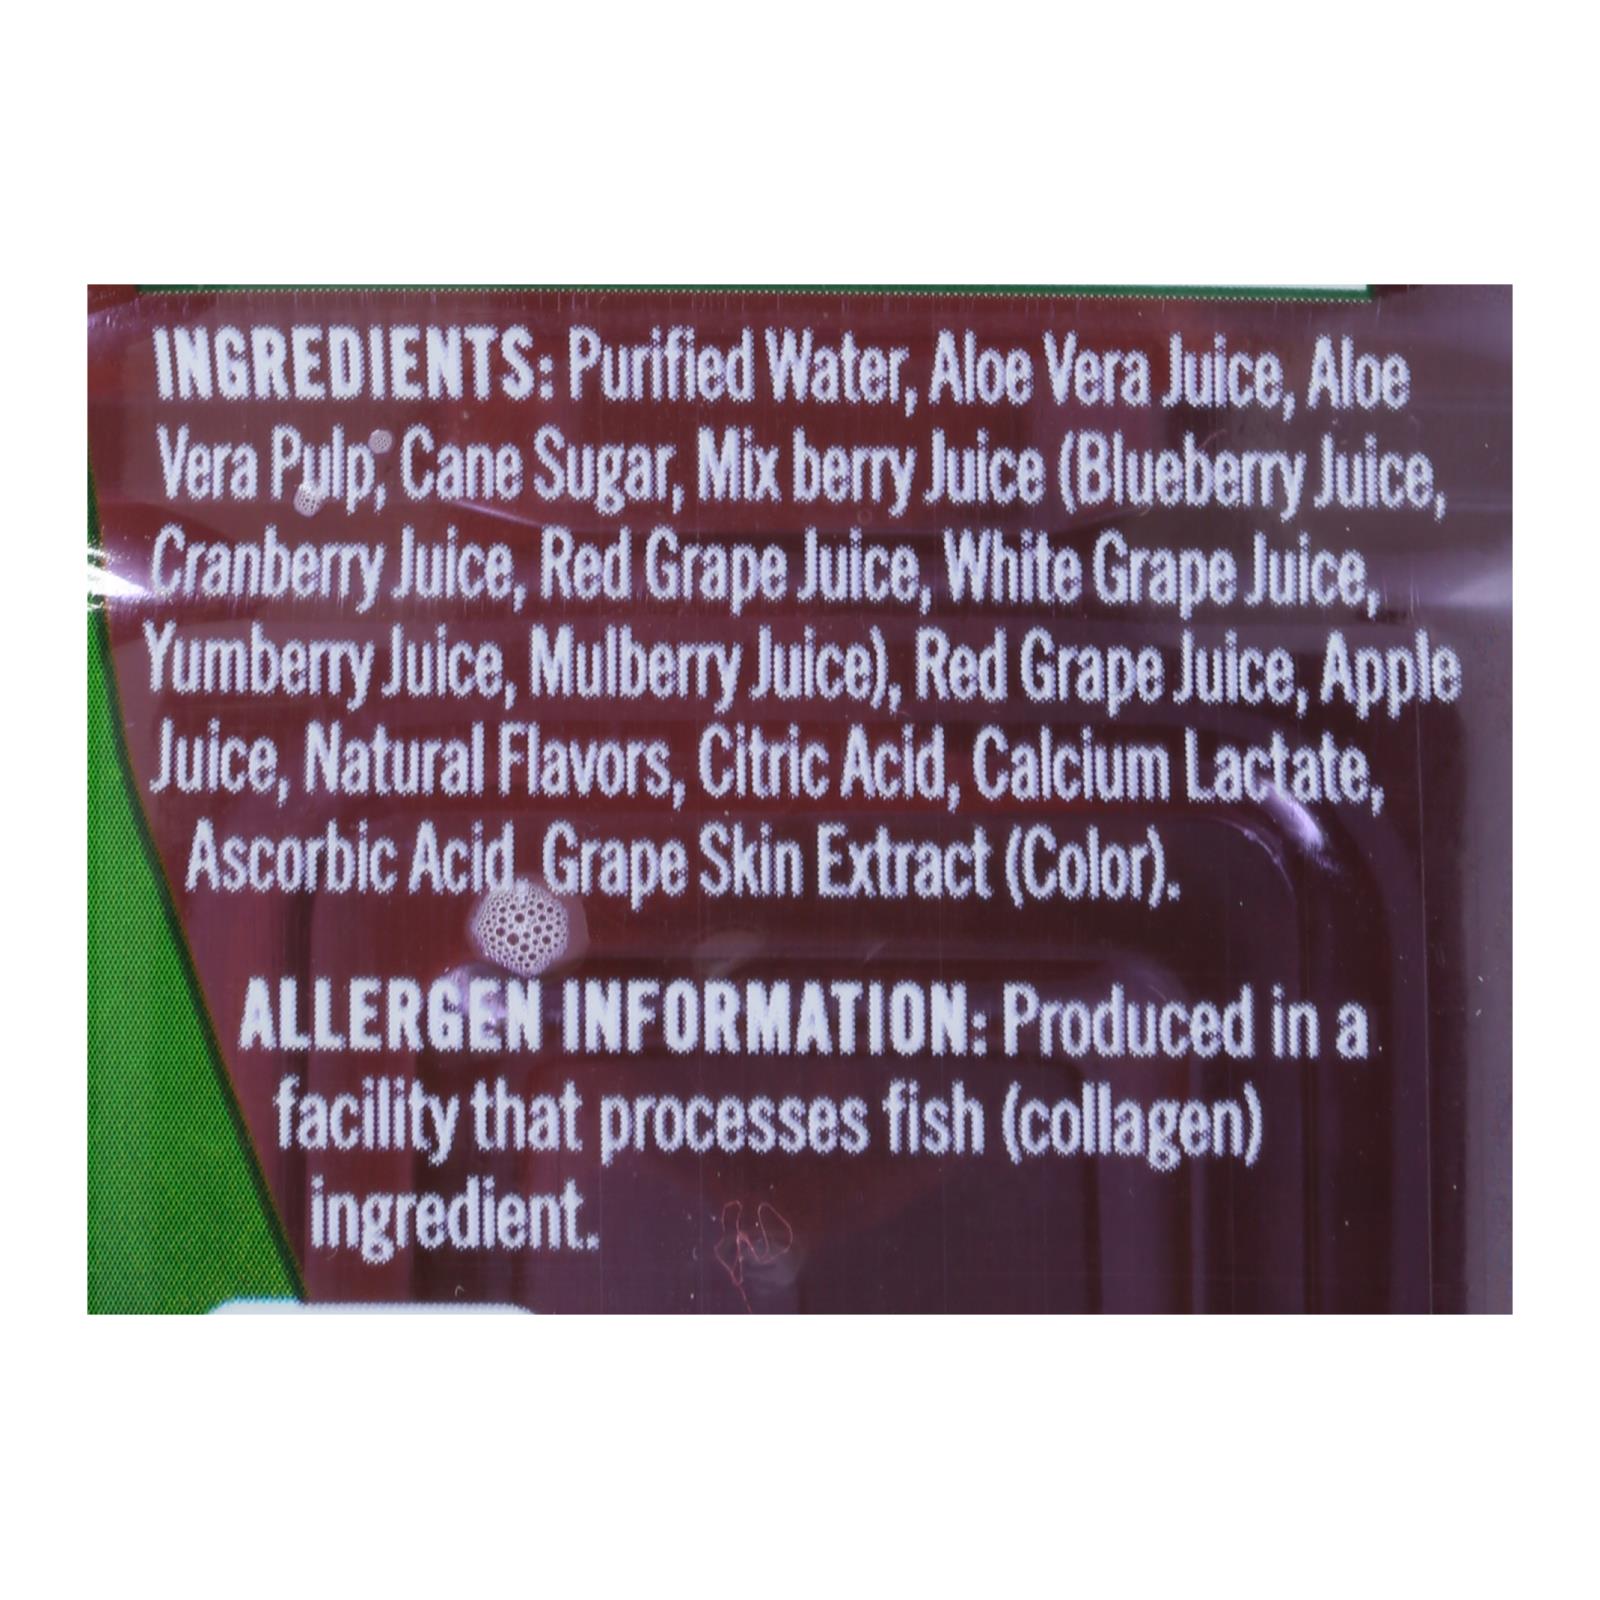 INGREDIENTS: Purified Water, Aloe Vera Juice, Aloe
Vera Pulp, Cane Sugar, Mix berry Juice (Blueberry Juice,
Cranberry Juice, Red Grape Juice, White Grape Juice,
Yumberry Juice, Mulberry Juice), Red Grape Juice, Apple
Juice, Natural Flavors, Citric Acid, Calcium Lactate,
Ascorbic Acid, Grape Skin Extract (Color).
ALLERGEN INFORMATION: Produced in a
facility that processes fish (collagen)
ingredient.